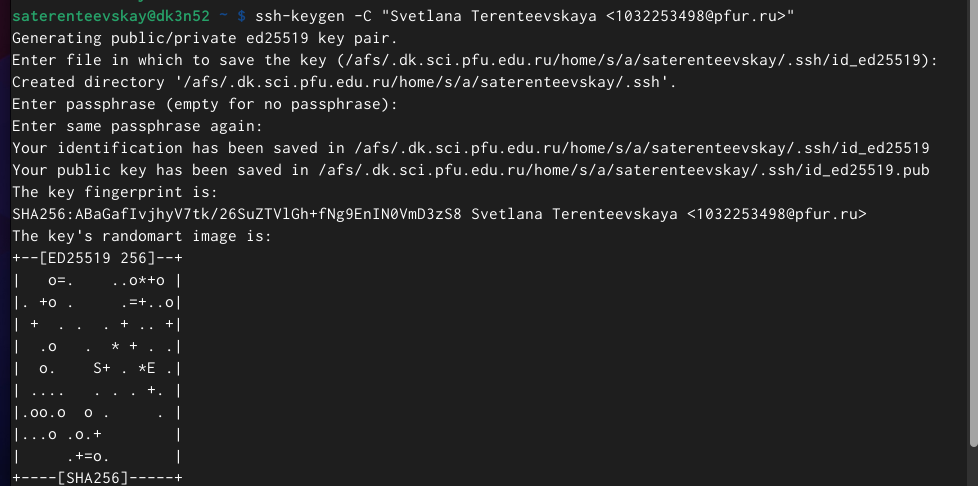 saterenteevskay@dk3n52 ~ $ ssh-keygen -C "Svetlana Terenteevskaya <1032253498@pfur.ru>"
Generating public/private ed25519 key pair.
Enter file in which to save the key (/afs/.dk.sci.pfu.edu.ru/home/s/a/saterenteevskay/.ssh/id_ed25519):
Created directory '/afs/.dk.sci.pfu.edu.ru/home/s/a/saterenteevskay/.ssh'.
Enter passphrase (empty for no passphrase):
Enter same passphrase again:
Your identification has been saved in /afs/.dk.sci.pfu.edu.ru/home/s/a/saterenteevskay/.ssh/id_ed25519
Your public key has been saved in /afs/.dk.sci.pfu.edu.ru/home/s/a/saterenteevskay/.ssh/id_ed25519.pub
The key fingerprint is:
SHA256:ABaGafIvjhyV7tk/26SuZTVlGh+fNg9EnIN0VmD3zS8 Svetlana Terenteevskaya <1032253498@pfur.ru>
The key's randomart image is:
+--[ED25519 256]--+
|   o=.    ..o*+o |
|. +o .     .=+..o|
| +  . .  . + .. +|
|  .o   .  * + . .|
|  o.    S+ . *E .|
| ....   . . . +. |
|.oo.o  o .     . |
|...o .o.+        |
|     .+=o.       |
+----[SHA256]-----+